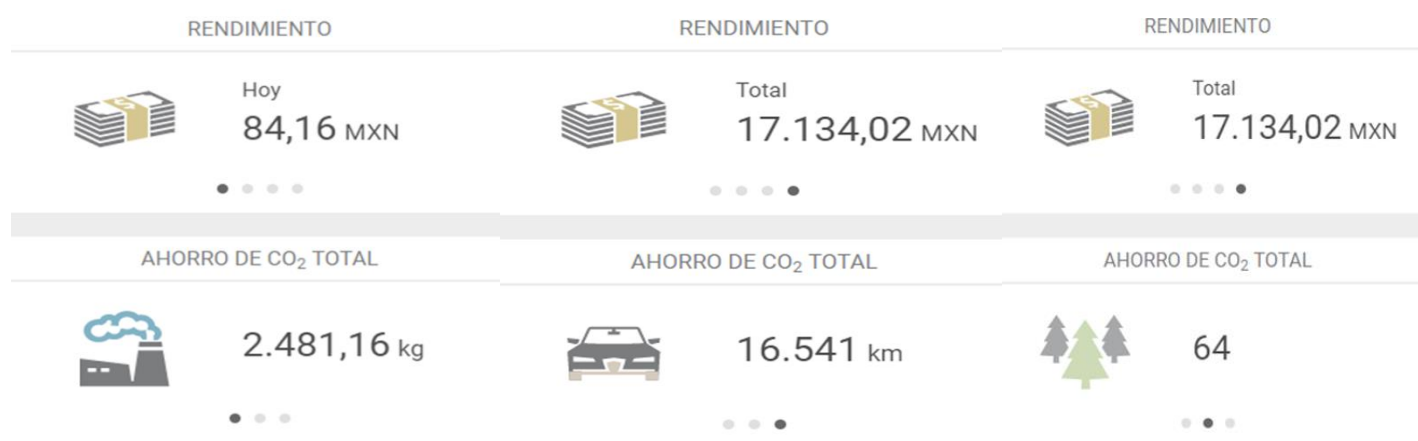 RENDIMIENTO
Hoy
84,16 MXN
AHORRO DE CO₂ TOTAL
2.481,16 kg
RENDIMIENTO
Total
17.134,02 MXN
AHORRO DE CO₂ TOTAL
16.541 km
RENDIMIENTO
Total
17.134,02 MXN
AHORRO DE CO₂ TOTAL
64